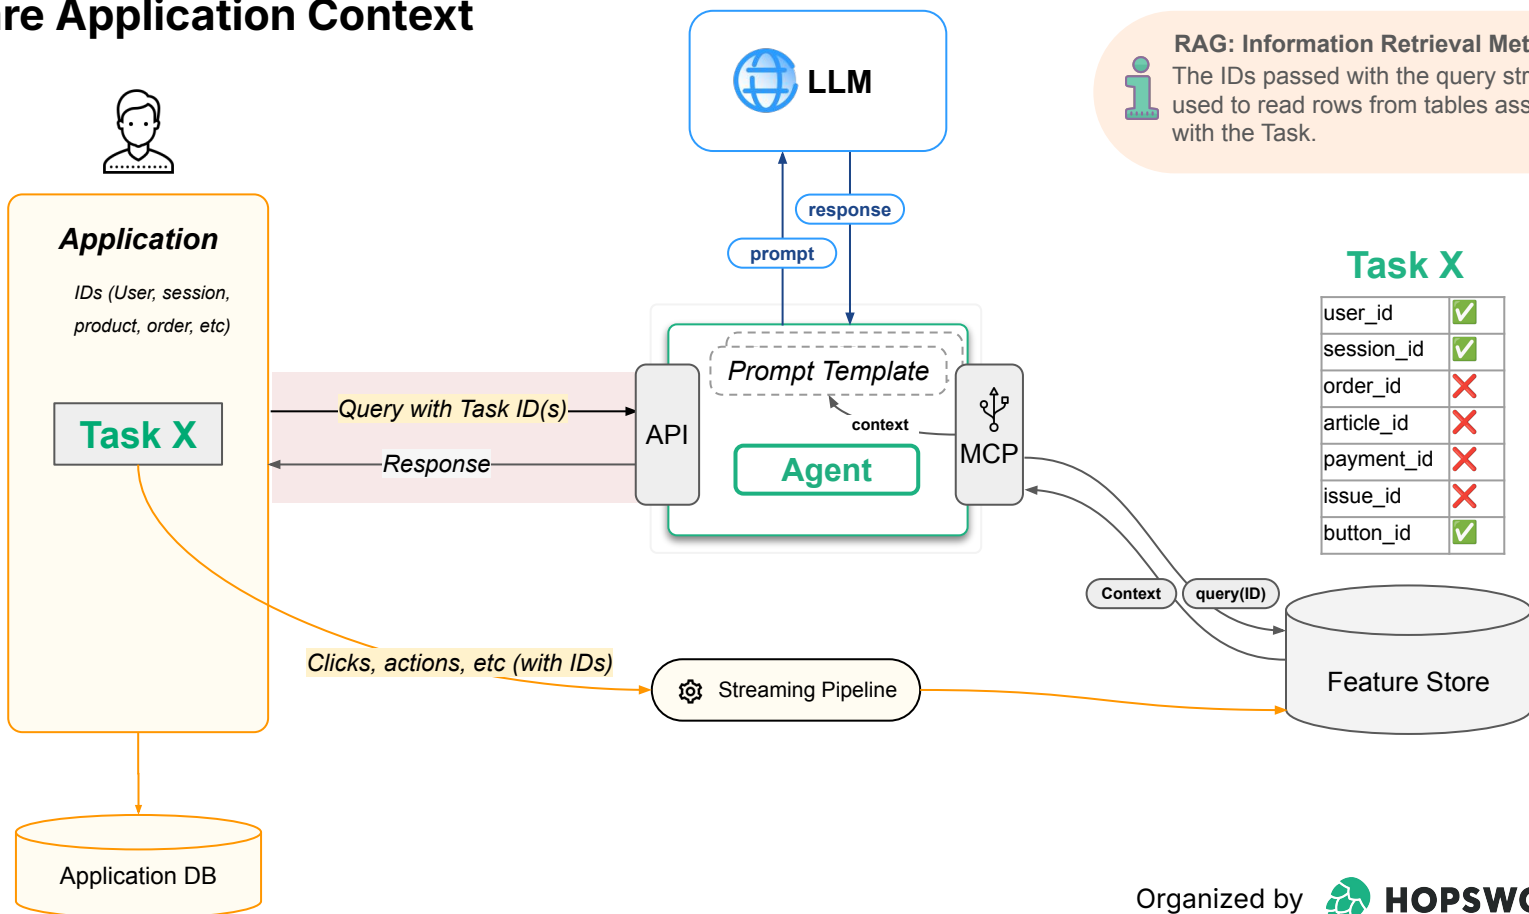 re Application Context
LLM
RAG: Information Retrieval Met
The IDs passed with the query str
used to read rows from tables ass
with the Task.
response
prompt
Application
IDs (User, session,
product, order, etc)
Task X
Query with Task ID(s)
Response
API
Prompt Template
context
Agent
MCP
Task X
user_id ✅
session_id ✅
order_id ❌
article_id ❌
payment_id ❌
issue_id ❌
button_id ✅
Context
query(ID)
Clicks, actions, etc (with IDs)
Streaming Pipeline
Feature Store
Application DB
Organized by HOPSWO